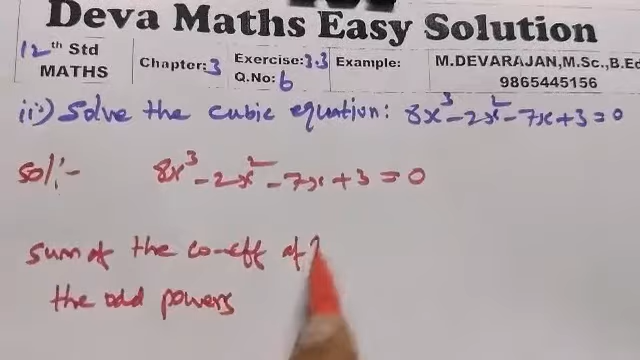 Deva Maths Easy Solution
12th Std
MATHS
Chapter: 3
Exercise: 3.3
Q.No: 6
Example:
M.DEVARAJAN,M.Sc.,B.Ed
9865445156
ii) Solve the cubic equation: 8x³ - 2x² - 7x + 3 = 0
Sol:- 8x³ - 2x² - 7x + 3 = 0
Sum of the co-eff of
the odd powers